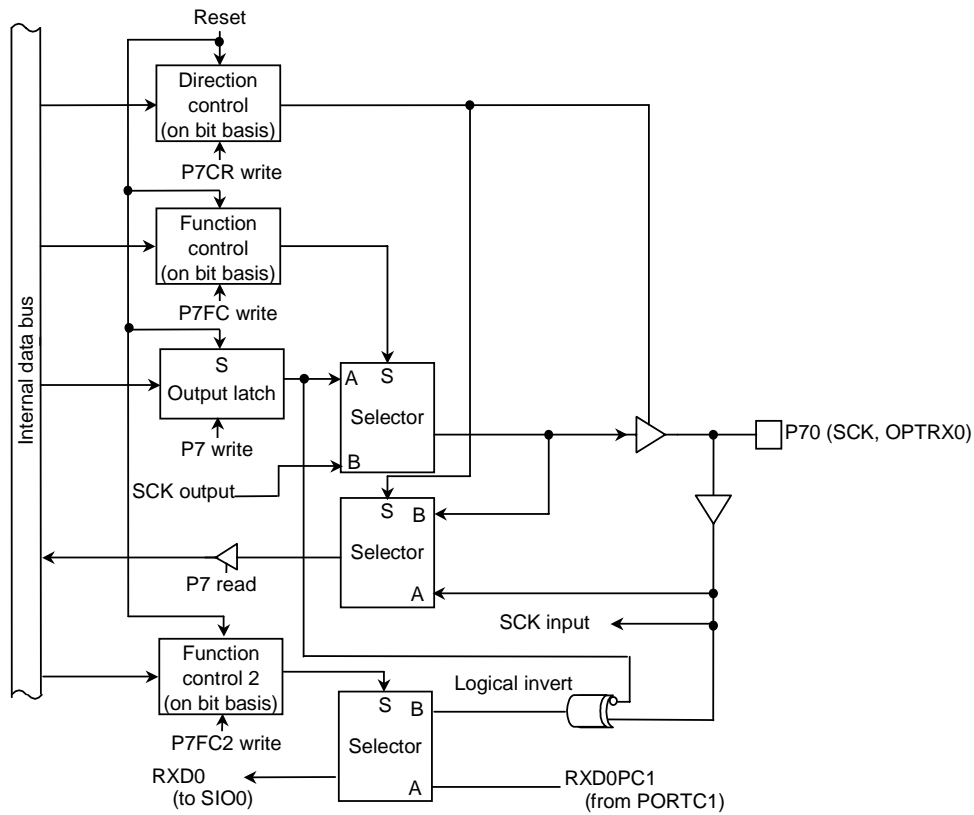 Reset
Direction
control
(on bit basis)
P7CR write
Function
control
(on bit basis)
P7FC write
Internal data bus
S
Output latch
P7 write
A
S
Selector
B
SCK output
P70 (SCK, OPTRX0)
S
B
Selector
A
P7 read
SCK input
Function
control 2
(on bit basis)
P7FC2 write
Logical invert
S
B
Selector
A
RXD0
(to SIO0)
RXD0PC1
(from PORTC1)